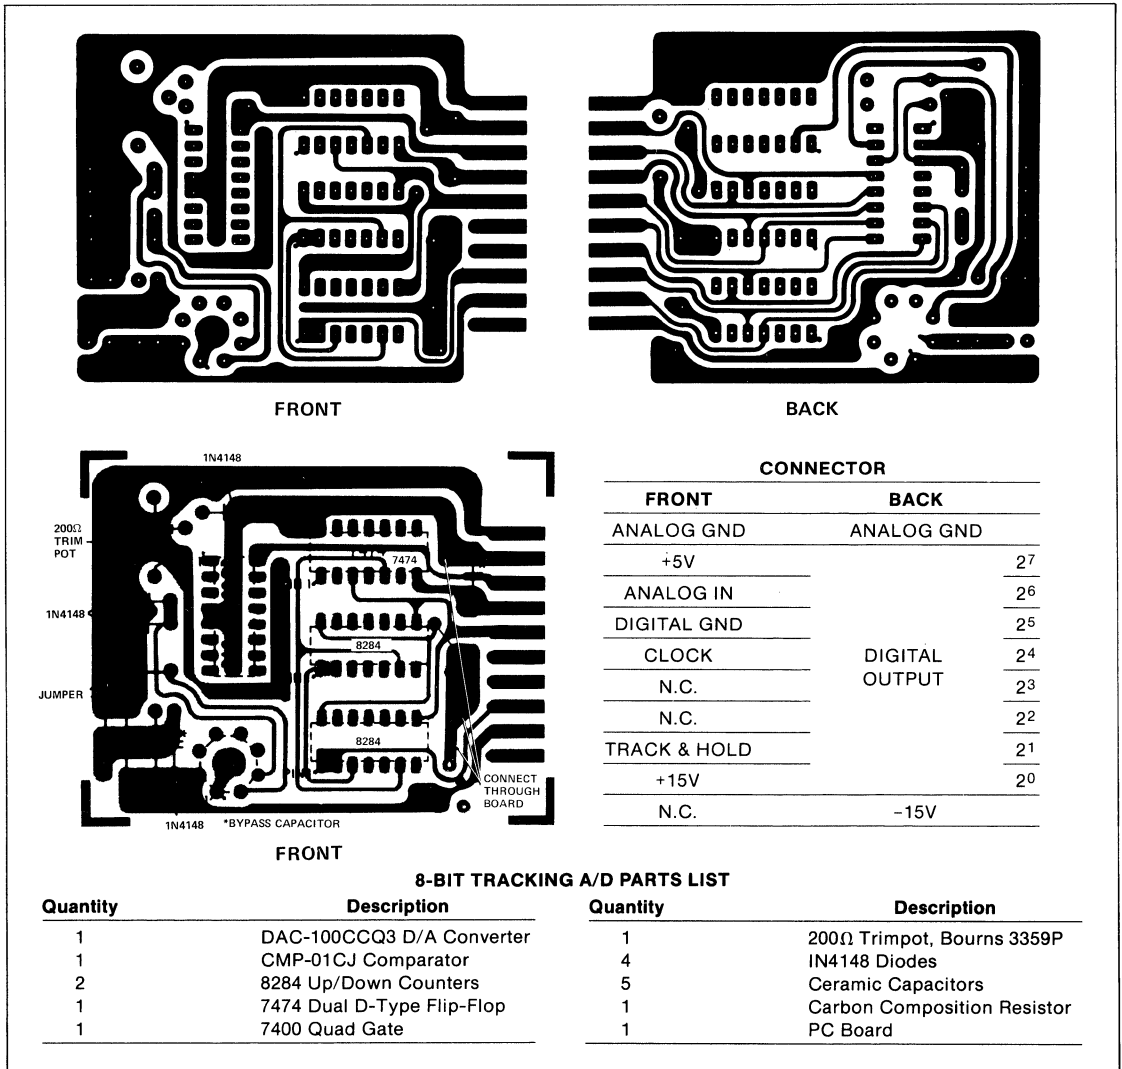 FRONT
BACK
1N4148
200Ω
TRIM
POT
7474
1N4148
8284
JUMPER
8284
CONNECT
THROUGH
BOARD
1N4148
*BYPASS CAPACITOR
FRONT
CONNECTOR
FRONT BACK
ANALOG GND ANALOG GND
+5V 2⁷
ANALOG IN 2⁶
DIGITAL GND 2⁵
CLOCK DIGITAL 2⁴
N.C. OUTPUT 2³
N.C. 2²
TRACK & HOLD 2¹
+15V 2⁰
N.C. –15V
8-BIT TRACKING A/D PARTS LIST
Quantity Description Quantity Description
1 DAC-100CCQ3 D/A Converter 1 200Ω Trimpot, Bourns 3359P
1 CMP-01CJ Comparator 4 IN4148 Diodes
2 8284 Up/Down Counters 5 Ceramic Capacitors
1 7474 Dual D-Type Flip-Flop 1 Carbon Composition Resistor
1 7400 Quad Gate 1 PC Board